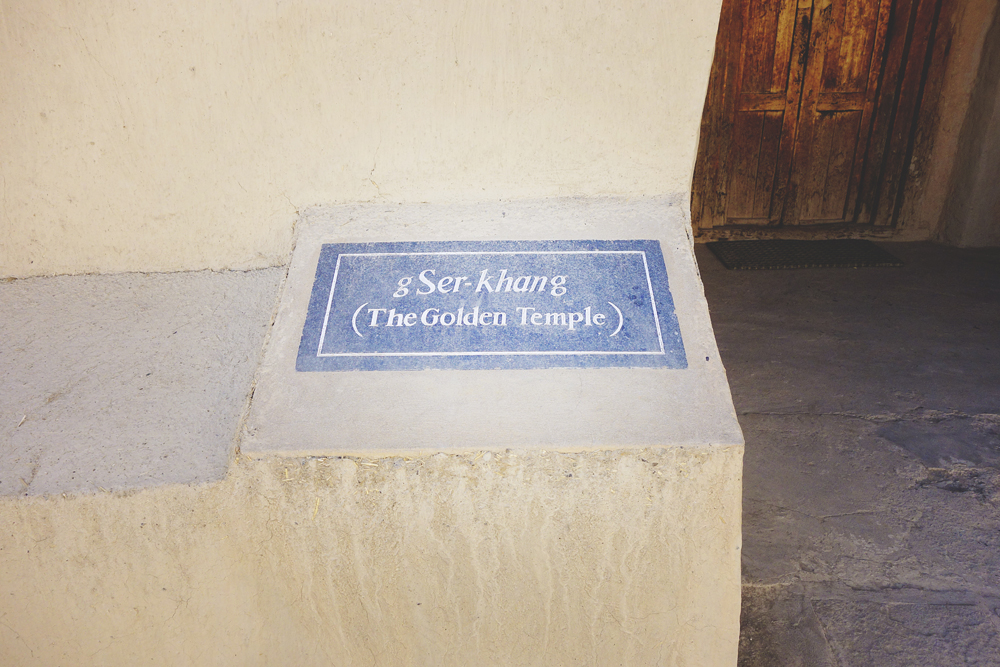 gSer-khang
(The Golden Temple)